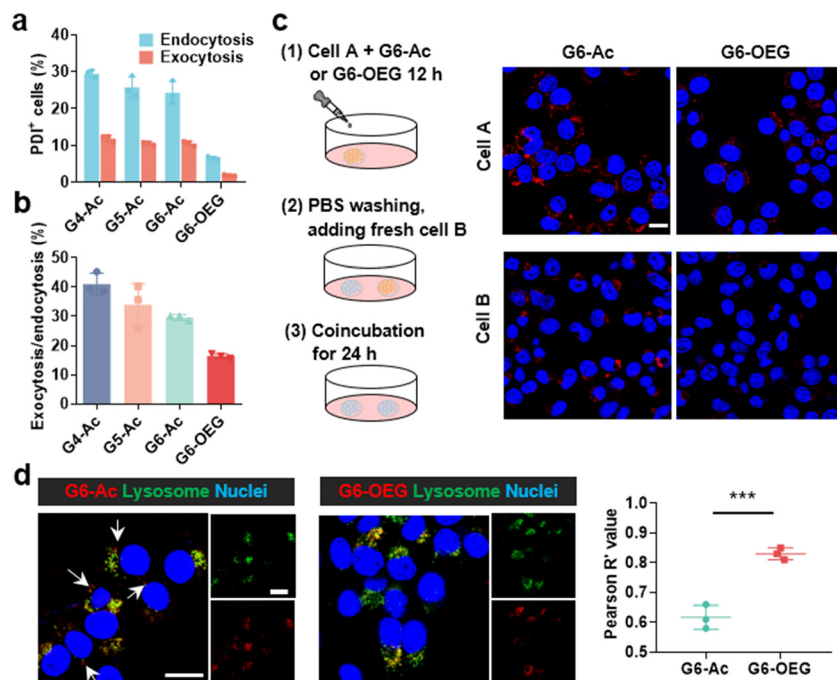 a
Endocytosis
Exocytosis
PDI⁺ cells (%)
40
30
20
10
0
G4-Ac
G5-Ac
G6-Ac
G6-OEG
b
Exocytosis/endocytosis (%)
50
40
30
20
10
0
G4-Ac
G5-Ac
G6-Ac
G6-OEG
c
(1) Cell A + G6-Ac
or G6-OEG 12 h
(2) PBS washing,
adding fresh cell B
(3) Coincubation
for 24 h
G6-Ac
G6-OEG
Cell A
Cell B
d
G6-Ac Lysosome Nuclei
G6-OEG Lysosome Nuclei
Pearson R' value
1.0
0.9
0.8
0.7
0.6
0.5
***
G6-Ac
G6-OEG